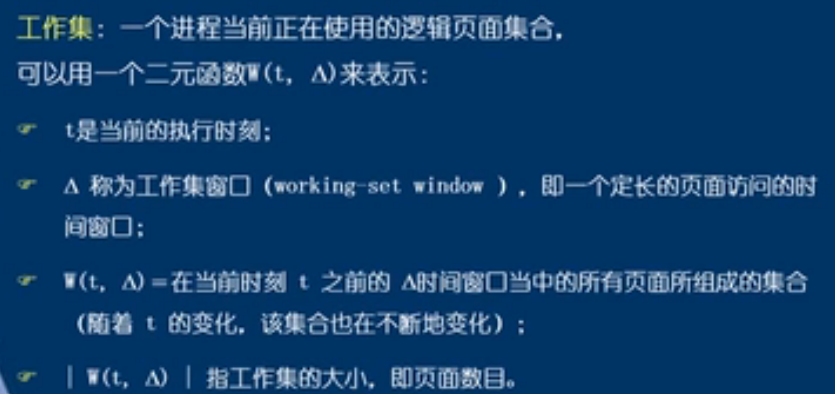 工作集：一个进程当前正在使用的逻辑页面集合，
可以用一个二元函数W(t, Δ)来表示：
☞ t是当前的执行时刻；
☞ Δ 称为工作集窗口（working-set window ），即一个定长的页面访问的时
间窗口；
☞ W(t, Δ)＝在当前时刻 t 之前的 Δ时间窗口当中的所有页面所组成的集合
（随着 t 的变化，该集合也在不断地变化）；
☞ | W(t, Δ) | 指工作集的大小，即页面数目。